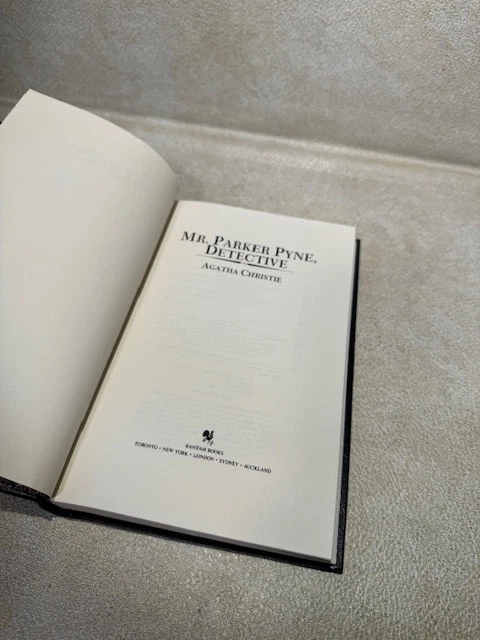 MR. PARKER PYNE,
DETECTIVE
AGATHA CHRISTIE
BANTAM BOOKS
TORONTO • NEW YORK • LONDON • SYDNEY • AUCKLAND